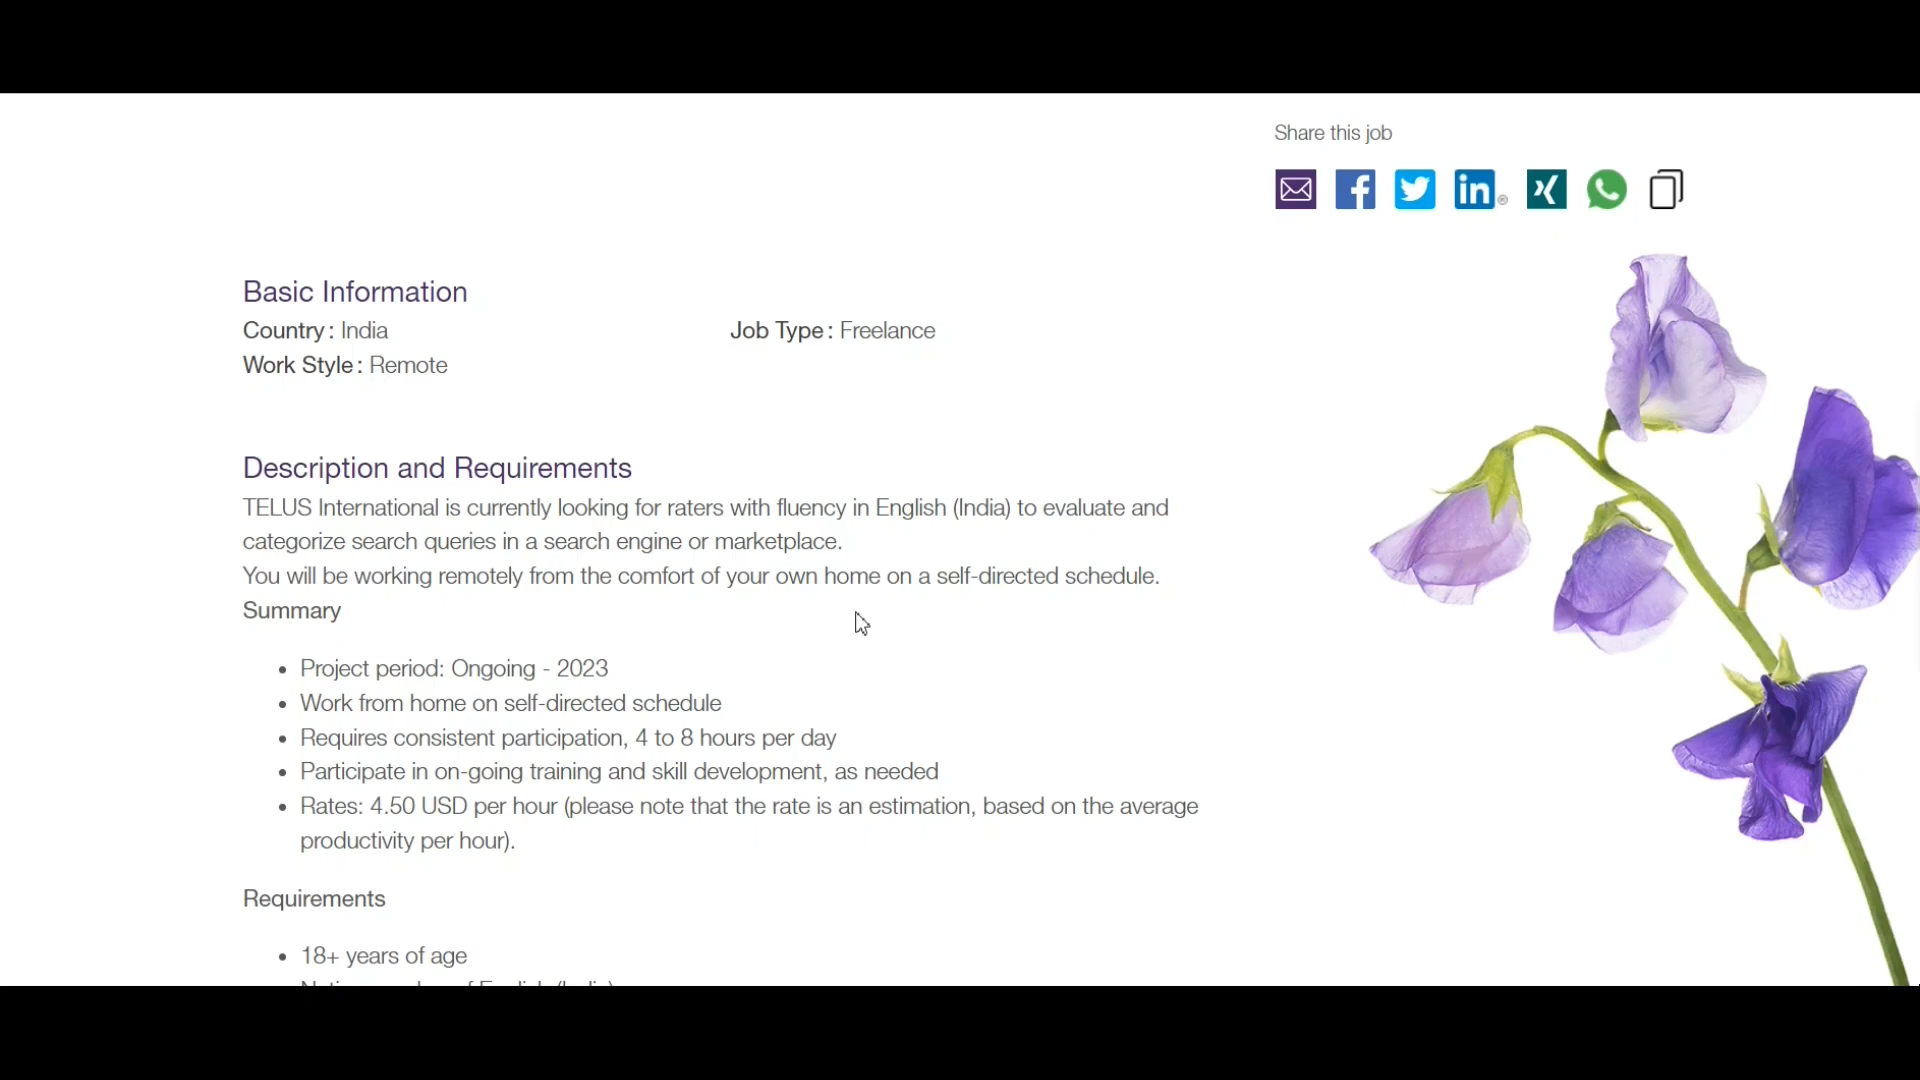 Share this job
in
Basic Information
Country : India
Job Type : Freelance
Work Style : Remote
Description and Requirements
TELUS International is currently looking for raters with fluency in English (India) to evaluate and
categorize search queries in a search engine or marketplace.
You will be working remotely from the comfort of your own home on a self-directed schedule.
Summary
• Project period: Ongoing - 2023
• Work from home on self-directed schedule
• Requires consistent participation, 4 to 8 hours per day
• Participate in on-going training and skill development, as needed
• Rates: 4.50 USD per hour (please note that the rate is an estimation, based on the average
productivity per hour).
Requirements
• 18+ years of age